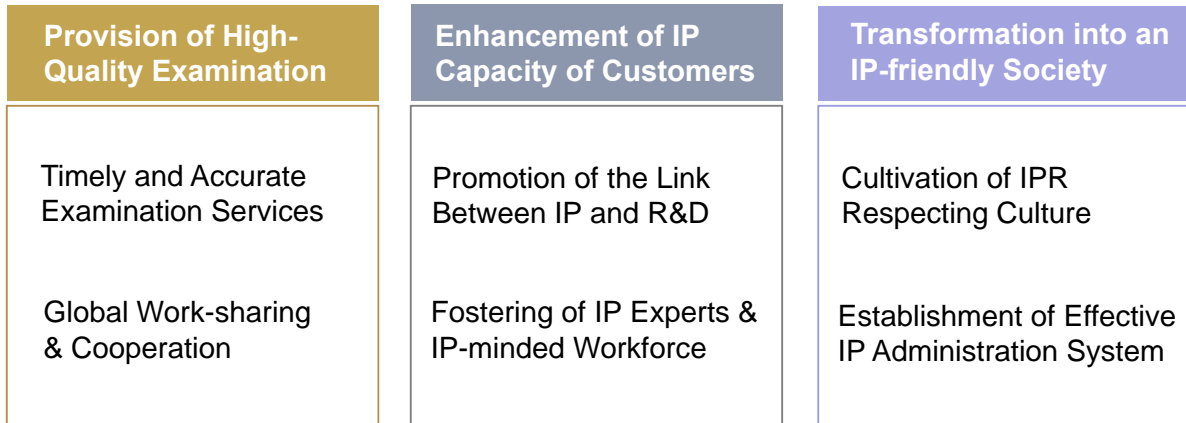 Provision of High-
Quality Examination
Timely and Accurate
Examination Services
Global Work-sharing
& Cooperation
Enhancement of IP
Capacity of Customers
Promotion of the Link
Between IP and R&D
Fostering of IP Experts &
IP-minded Workforce
Transformation into an
IP-friendly Society
Cultivation of IPR
Respecting Culture
Establishment of Effective
IP Administration System